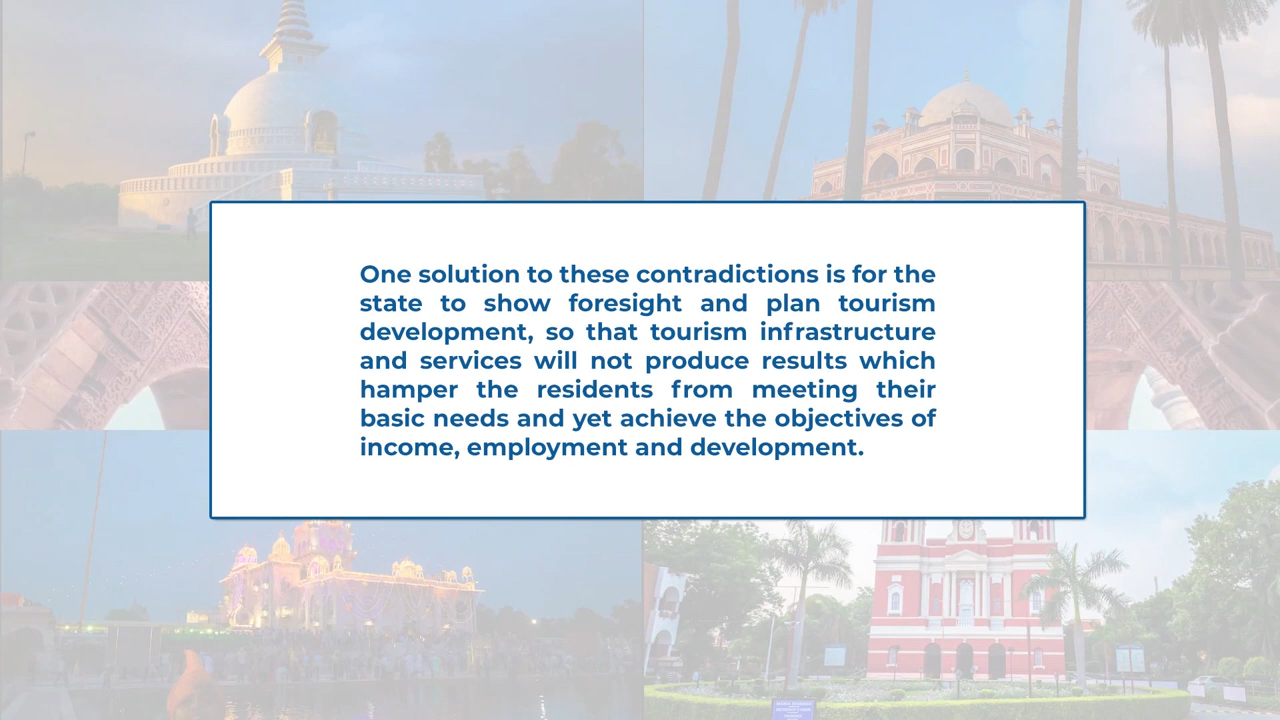 One solution to these contradictions is for the
state to show foresight and plan tourism
development, so that tourism infrastructure
and services will not produce results which
hamper the residents from meeting their
basic needs and yet achieve the objectives of
income, employment and development.